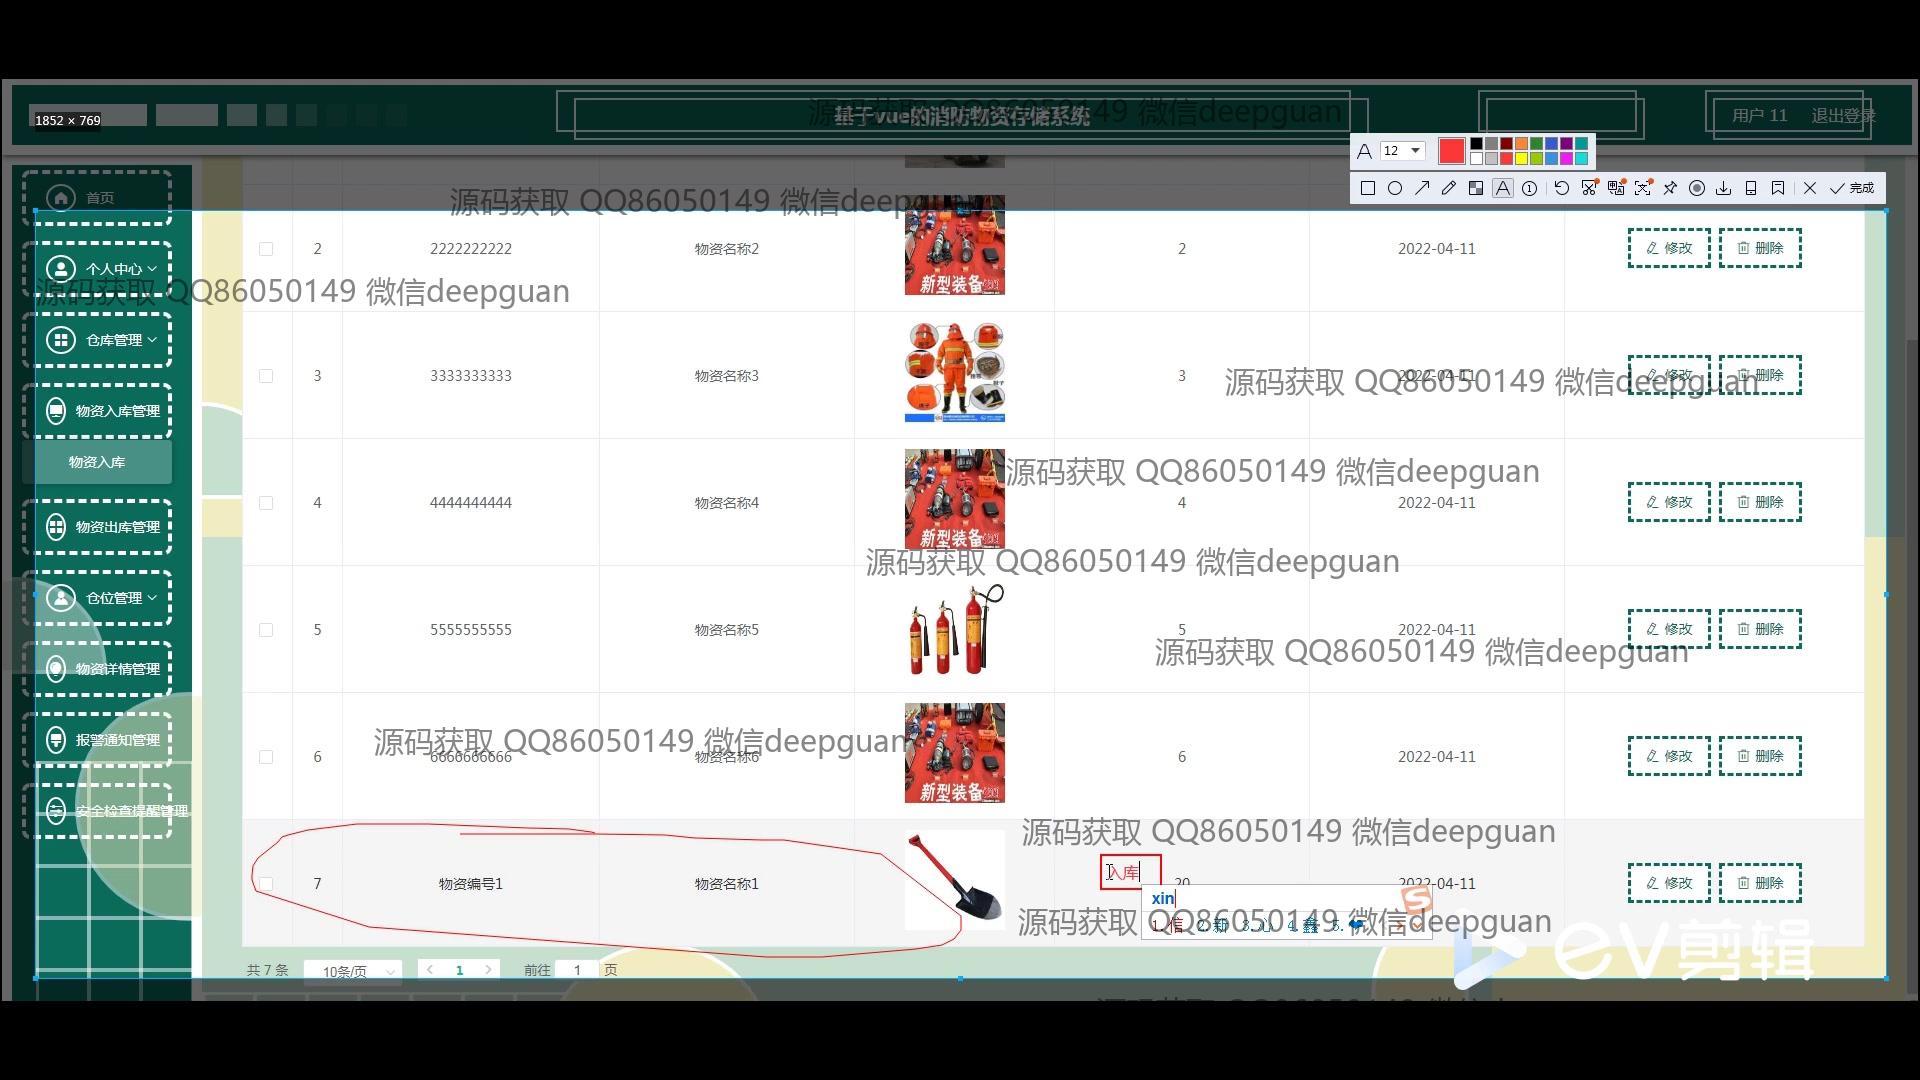 源码获取 QQ86050149 微信deepguan
基于vue的消防物资存储系统
用户 11 退出登录
1852 × 769
A 12
完成
首页
源码获取 QQ86050149 微信deepguan
2 2222222222 物资名称2 新型装备 2 2022-04-11 修改 删除
个人中心
源码获取 QQ86050149 微信deepguan
仓库管理
3 3333333333 物资名称3 3 2022-04-11 修改 删除
源码获取 QQ86050149 微信deepguan
物资入库管理
物资入库
源码获取 QQ86050149 微信deepguan
4 4444444444 物资名称4 新型装备 4 2022-04-11 修改 删除
物资出库管理
源码获取 QQ86050149 微信deepguan
仓位管理
5 5555555555 物资名称5 5 2022-04-11 修改 删除
源码获取 QQ86050149 微信deepguan
物资详情管理
报警通知管理
源码获取 QQ86050149 微信deepguan
6 6666666666 物资名称6 新型装备 6 2022-04-11 修改 删除
安全检查提醒管理
源码获取 QQ86050149 微信deepguan
入库
7 物资编号1 物资名称1 20 2022-04-11 修改 删除
xin
1.信 2.新 3.心 4.鑫 5.
源码获取 QQ86050149 微信deepguan
EV剪辑
共 7 条 10条/页 1 前往 1 页